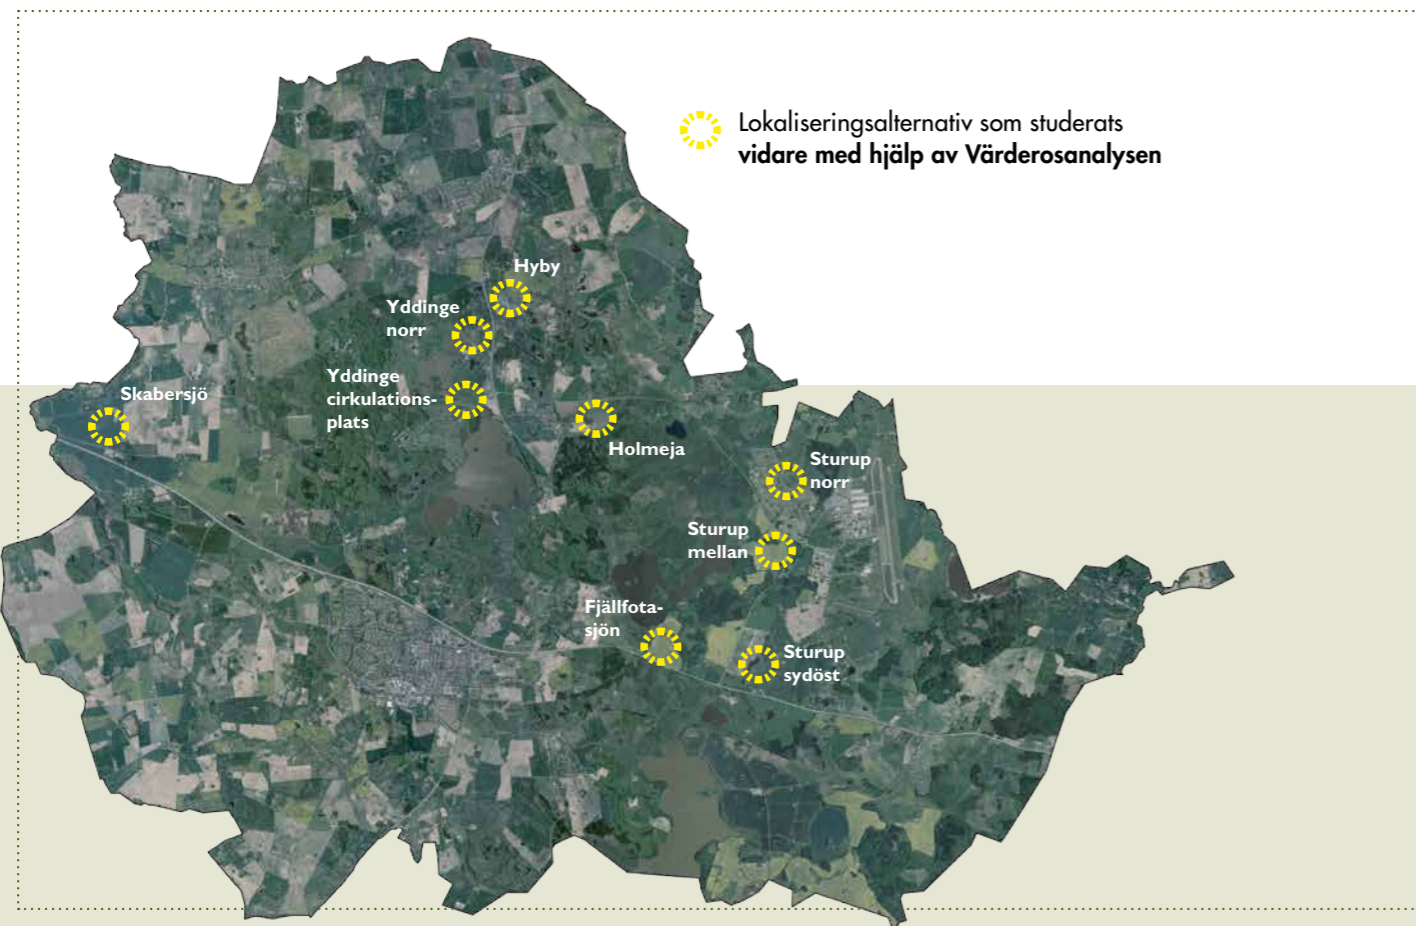 Lokaliseringsalternativ som studerats
vidare med hjälp av Värderosanalysen
Hyby
Yddinge
norr
Yddinge
cirkulations-
plats
Skabersjö
Holmeja
Sturup
norr
Sturup
mellan
Fjällfota-
sjön
Sturup
sydöst